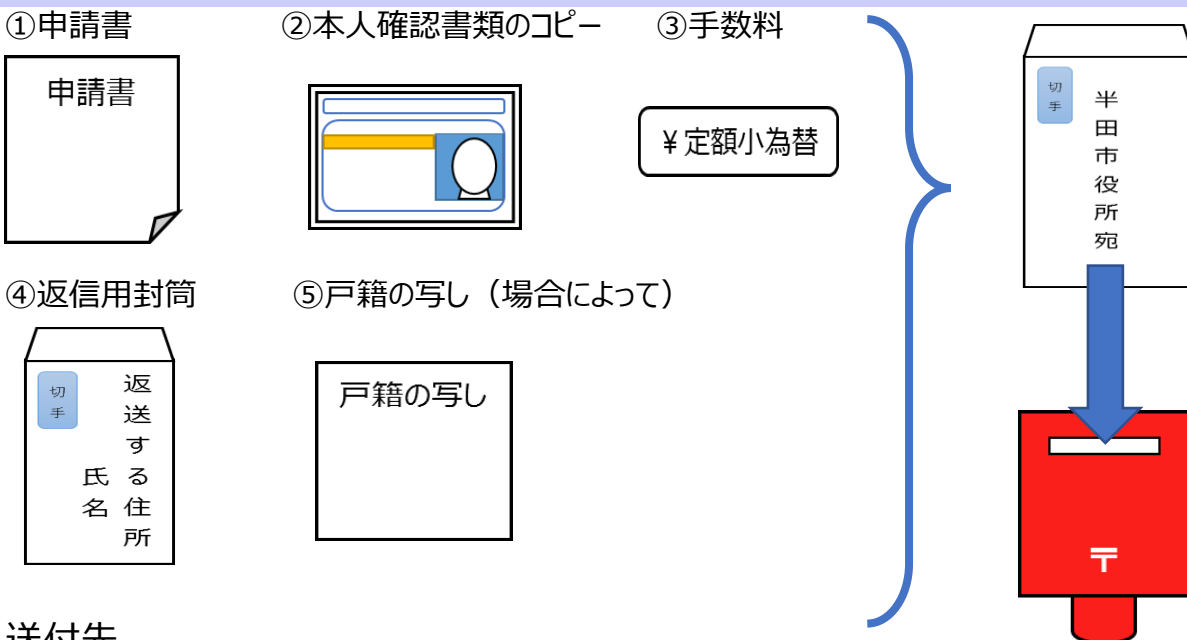 ①申請書
②本人確認書類のコピー
③手数料
申請書
¥定額小為替
切手
半田市役所宛
④返信用封筒
⑤戸籍の写し（場合によって）
切手
返送する住所
氏名
戸籍の写し
〒
送付先